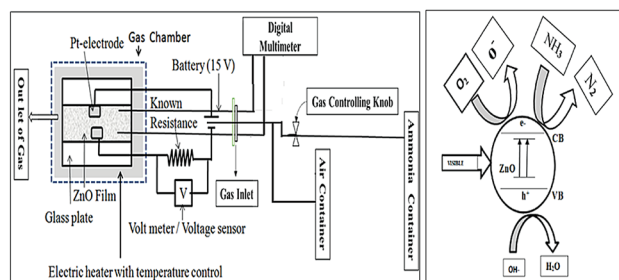 Gas Chamber
Pt-electrode
Battery (15 V)
Digital
Multimeter
Out let of Gas
Known
Resistance
Gas Controlling Knob
ZnO Film
Glass plate
V
Gas Inlet
Volt meter / Voltage sensor
Air Container
Ammonia Container
Electric heater with temperature control
O₂
O⁻
NH₃
N₂
e-
CB
VISIBLE
ZnO
h⁺
VB
OH-
H₂O